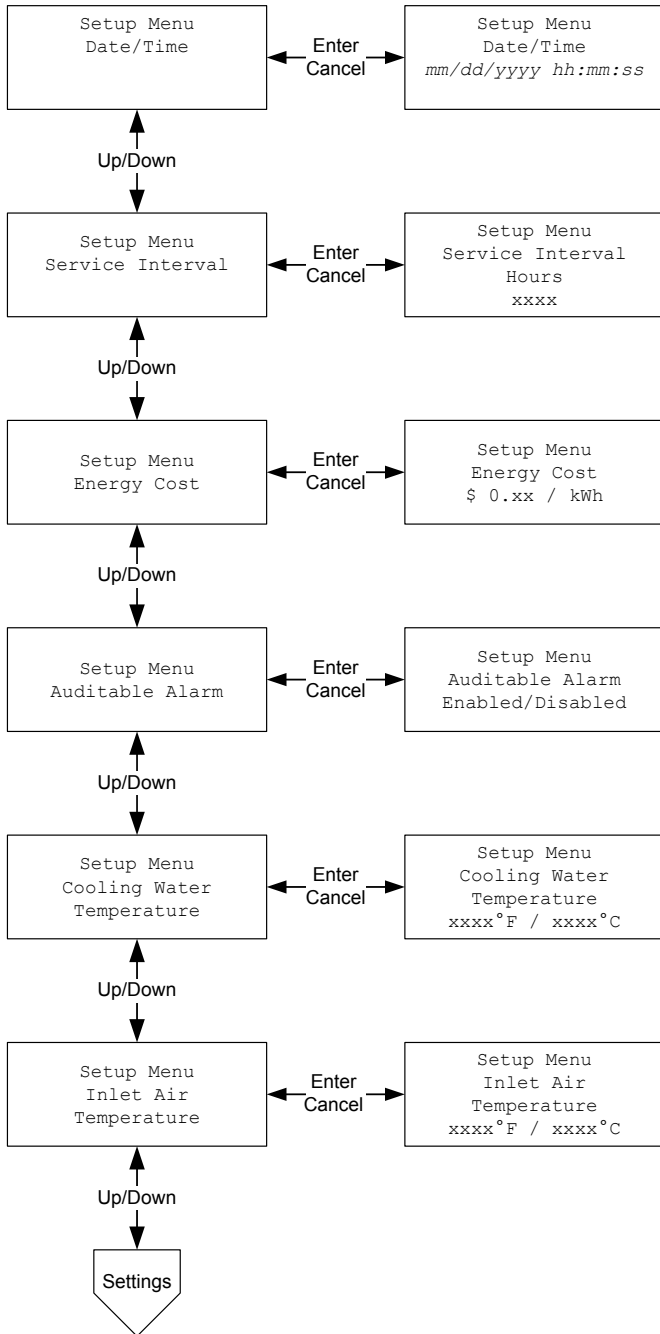 Setup Menu
Date/Time
Enter
Cancel
Setup Menu
Date/Time
mm/dd/yyyy hh:mm:ss
Up/Down
Setup Menu
Service Interval
Enter
Cancel
Setup Menu
Service Interval
Hours
xxxx
Up/Down
Setup Menu
Energy Cost
Enter
Cancel
Setup Menu
Energy Cost
$ 0.xx / kWh
Up/Down
Setup Menu
Auditable Alarm
Enter
Cancel
Setup Menu
Auditable Alarm
Enabled/Disabled
Up/Down
Setup Menu
Cooling Water
Temperature
Enter
Cancel
Setup Menu
Cooling Water
Temperature
xxxx°F / xxxx°C
Up/Down
Setup Menu
Inlet Air
Temperature
Enter
Cancel
Setup Menu
Inlet Air
Temperature
xxxx°F / xxxx°C
Up/Down
Settings